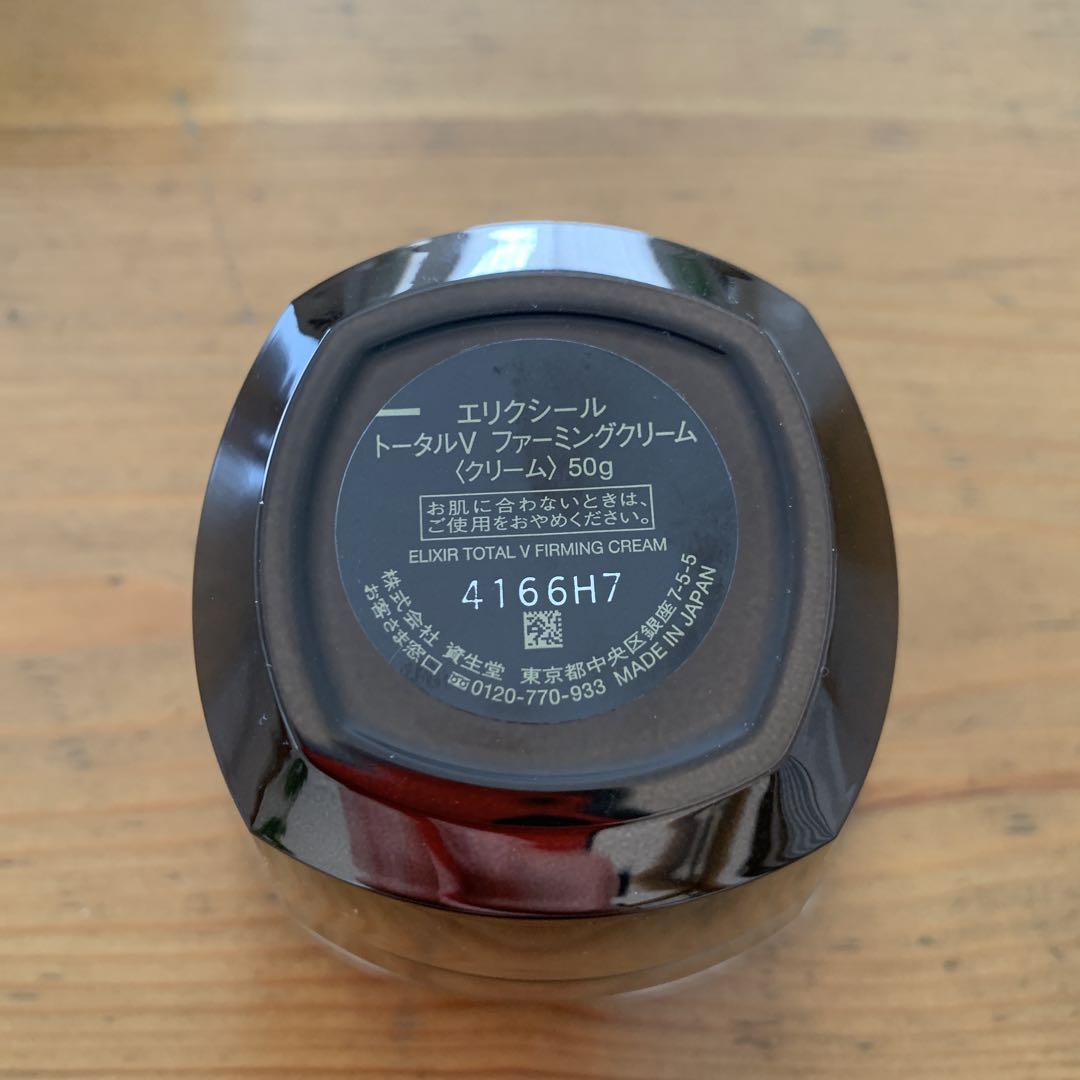 エリクシール
トータルV ファーミングクリーム
〈クリーム〉 50g
お肌に合わないときは、
ご使用をおやめください。
ELIXIR TOTAL V FIRMING CREAM
4166H7
株式会社 資生堂 東京都中央区銀座7-5-5
お客さま窓口 0120-770-933 MADE IN JAPAN